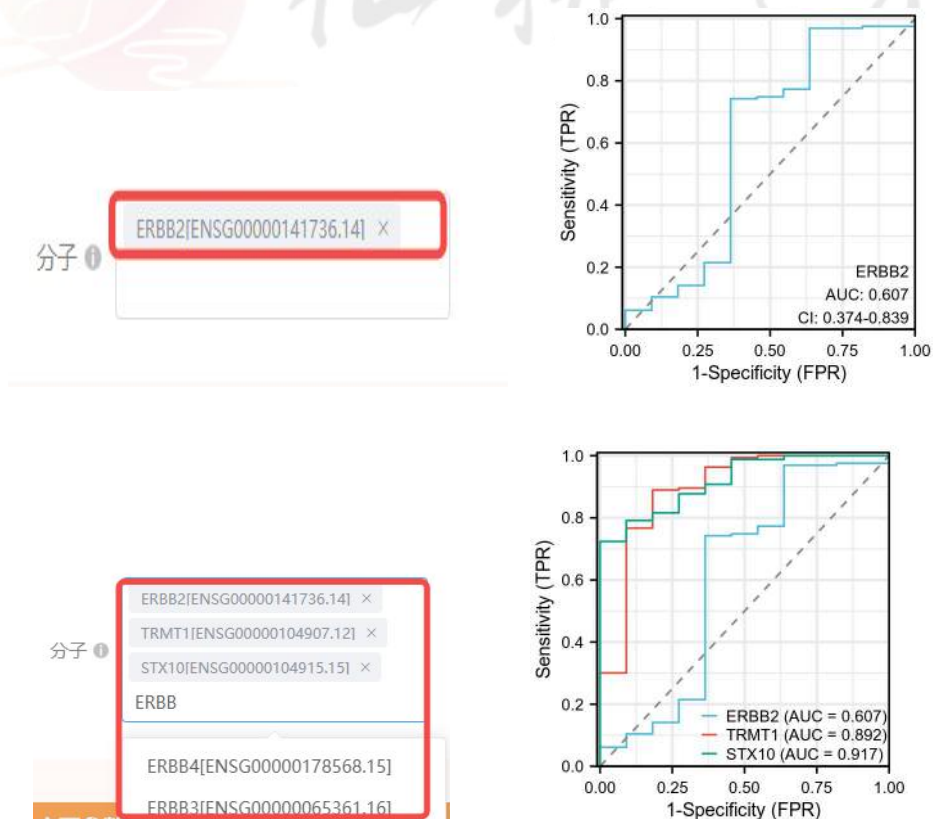 1.0
0.8
0.6
0.4
0.2
0.0
Sensitivity (TPR)
ERBB2
AUC: 0.607
CI: 0.374-0.839
0.00 0.25 0.50 0.75 1.00
1-Specificity (FPR)
分子
ERBB2[ENSG00000141736.14] ×
1.0
0.8
0.6
0.4
0.2
0.0
Sensitivity (TPR)
ERBB2 (AUC = 0.607)
TRMT1 (AUC = 0.892)
STX10 (AUC = 0.917)
0.00 0.25 0.50 0.75 1.00
1-Specificity (FPR)
分子
ERBB2[ENSG00000141736.14] ×
TRMT1[ENSG00000104907.12] ×
STX10[ENSG00000104915.15] ×
ERBB
ERBB4[ENSG00000178568.15]
ERBB3[ENSG00000065361.16]